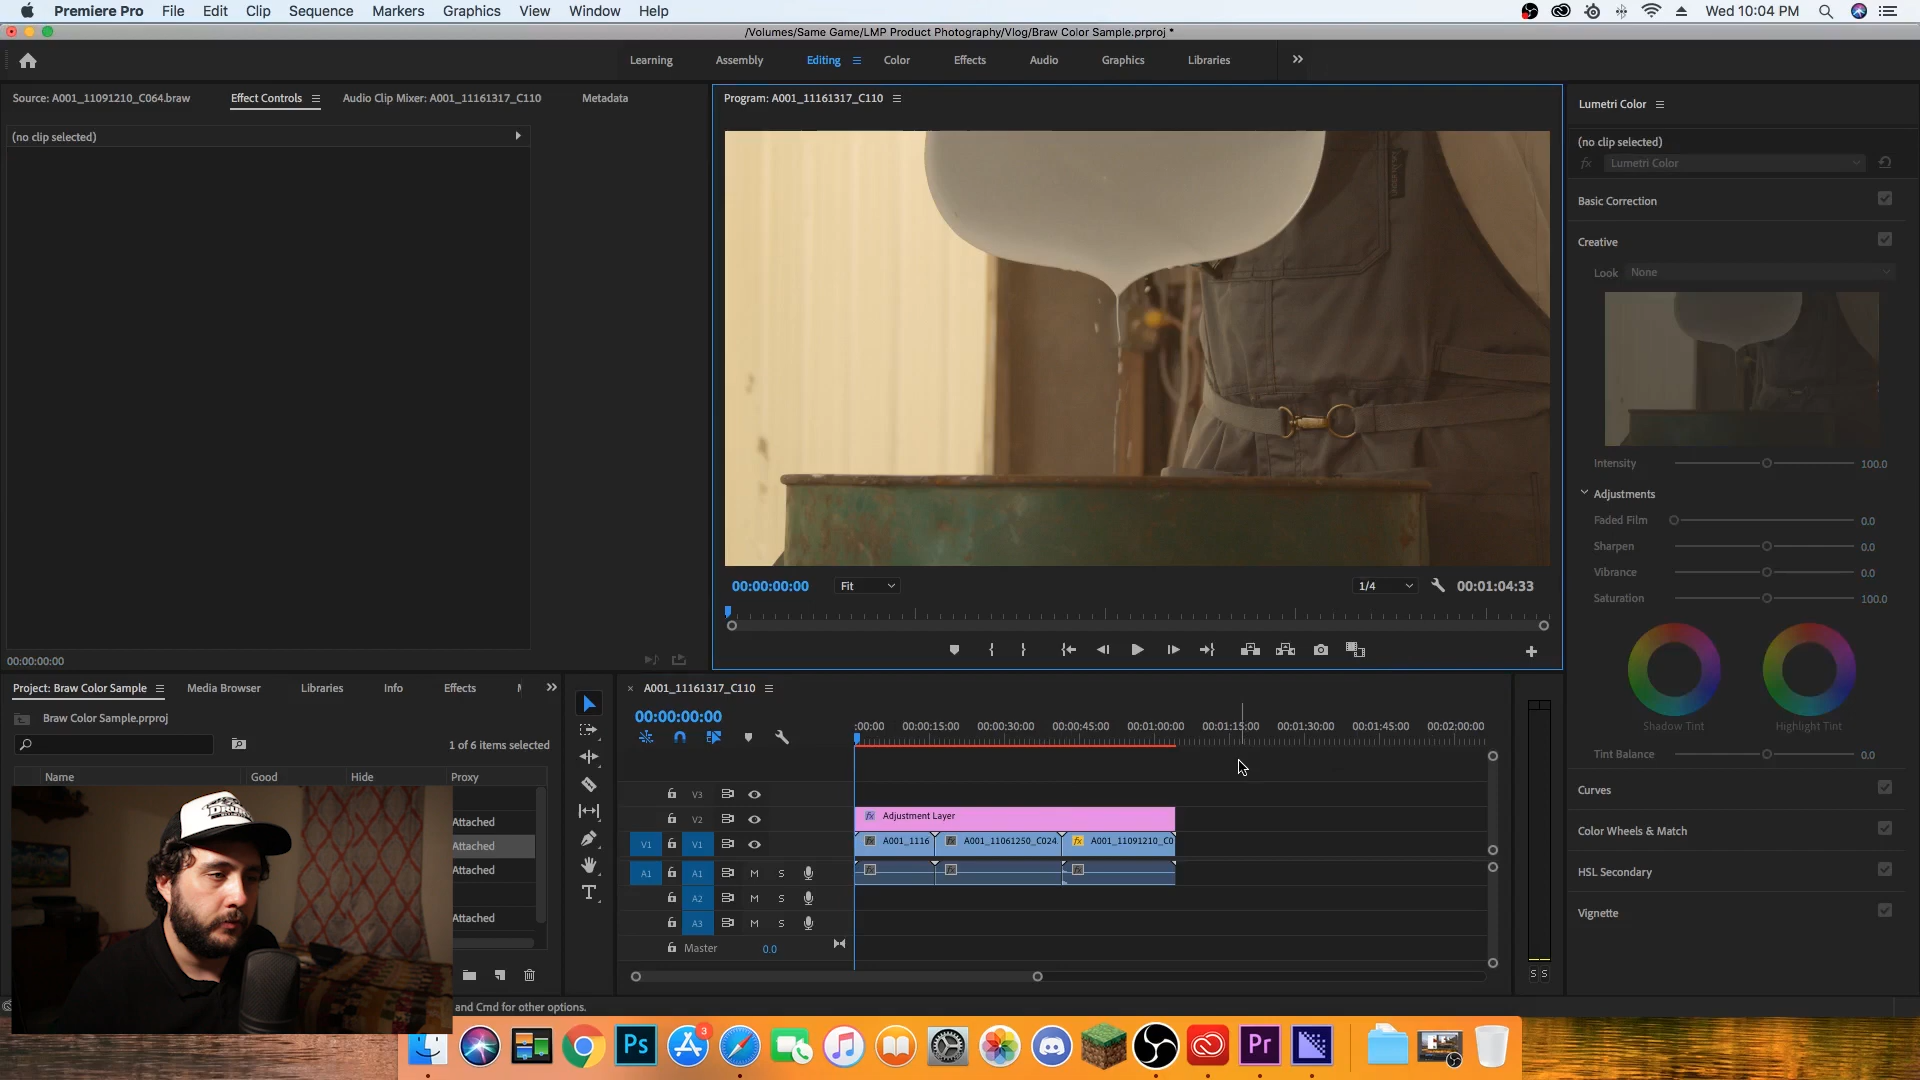 Premiere Pro File Edit Clip Sequence Markers Graphics View Window Help
Wed 10:04 PM
/Volumes/Same Game/LMP Product Photography/Vlog/Braw Color Sample.prproj *
Learning Assembly Editing Color Effects Audio Graphics Libraries
Source: A001_11091210_C064.braw Effect Controls Audio Clip Mixer: A001_11161317_C110 Metadata
(no clip selected)
00:00:00:00
Program: A001_11161317_C110
00:00:00:00 Fit 1/4 00:01:04:33
Lumetri Color
(no clip selected)
fx Lumetri Color
Basic Correction
Creative
Look None
Intensity 100.0
Adjustments
Faded Film 0.0
Sharpen 0.0
Vibrance 0.0
Saturation 100.0
Shadow Tint Highlight Tint
Tint Balance 0.0
Curves
Color Wheels & Match
HSL Secondary
Vignette
Project: Braw Color Sample Media Browser Libraries Info Effects
Braw Color Sample.prproj
1 of 6 items selected
Name Good Hide Proxy
Attached
Attached
Attached
Attached
and Cmd for other options.
A001_11161317_C110
00:00:00:00
:00:00 00:00:15:00 00:00:30:00 00:00:45:00 00:01:00:00 00:01:15:00 00:01:30:00 00:01:45:00 00:02:00:00
V3
V2 fx Adjustment Layer
V1 V1 A001_1116 A001_11061250_C024 A001_11091210_C0
A1 A1 M S
A2 M S
A3 M S
Master 0.0
S S
Ps 3 Pr